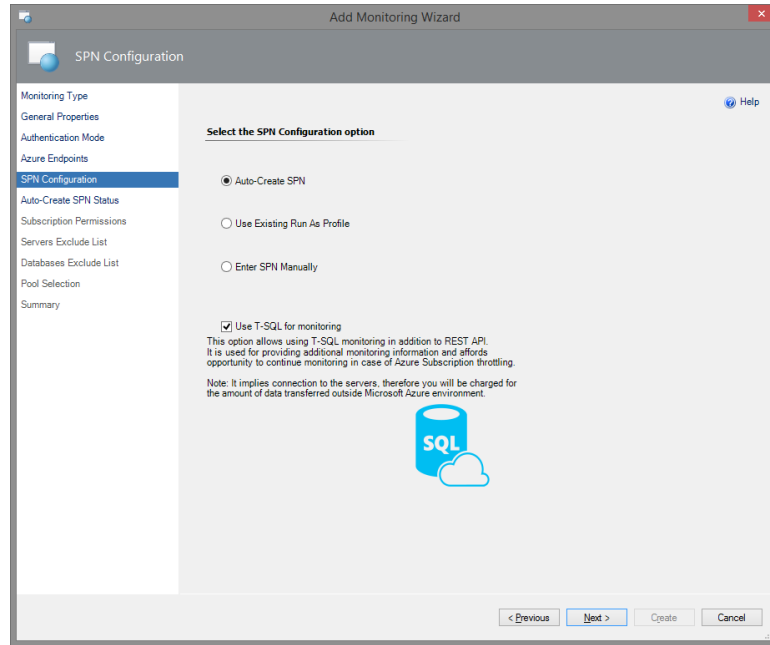 Add Monitoring Wizard
SPN Configuration
Monitoring Type
General Properties
Authentication Mode
Azure Endpoints
SPN Configuration
Auto-Create SPN Status
Subscription Permissions
Servers Exclude List
Databases Exclude List
Pool Selection
Summary
Help
Select the SPN Configuration option
Auto-Create SPN
Use Existing Run As Profile
Enter SPN Manually
Use T-SQL for monitoring
This option allows using T-SQL monitoring in addition to REST API.
It is used for providing additional monitoring information and affords
opportunity to continue monitoring in case of Azure Subscription throttling.
Note: It implies connection to the servers, therefore you will be charged for
the amount of data transferred outside Microsoft Azure environment.
SQL
< Previous
Next >
Create
Cancel